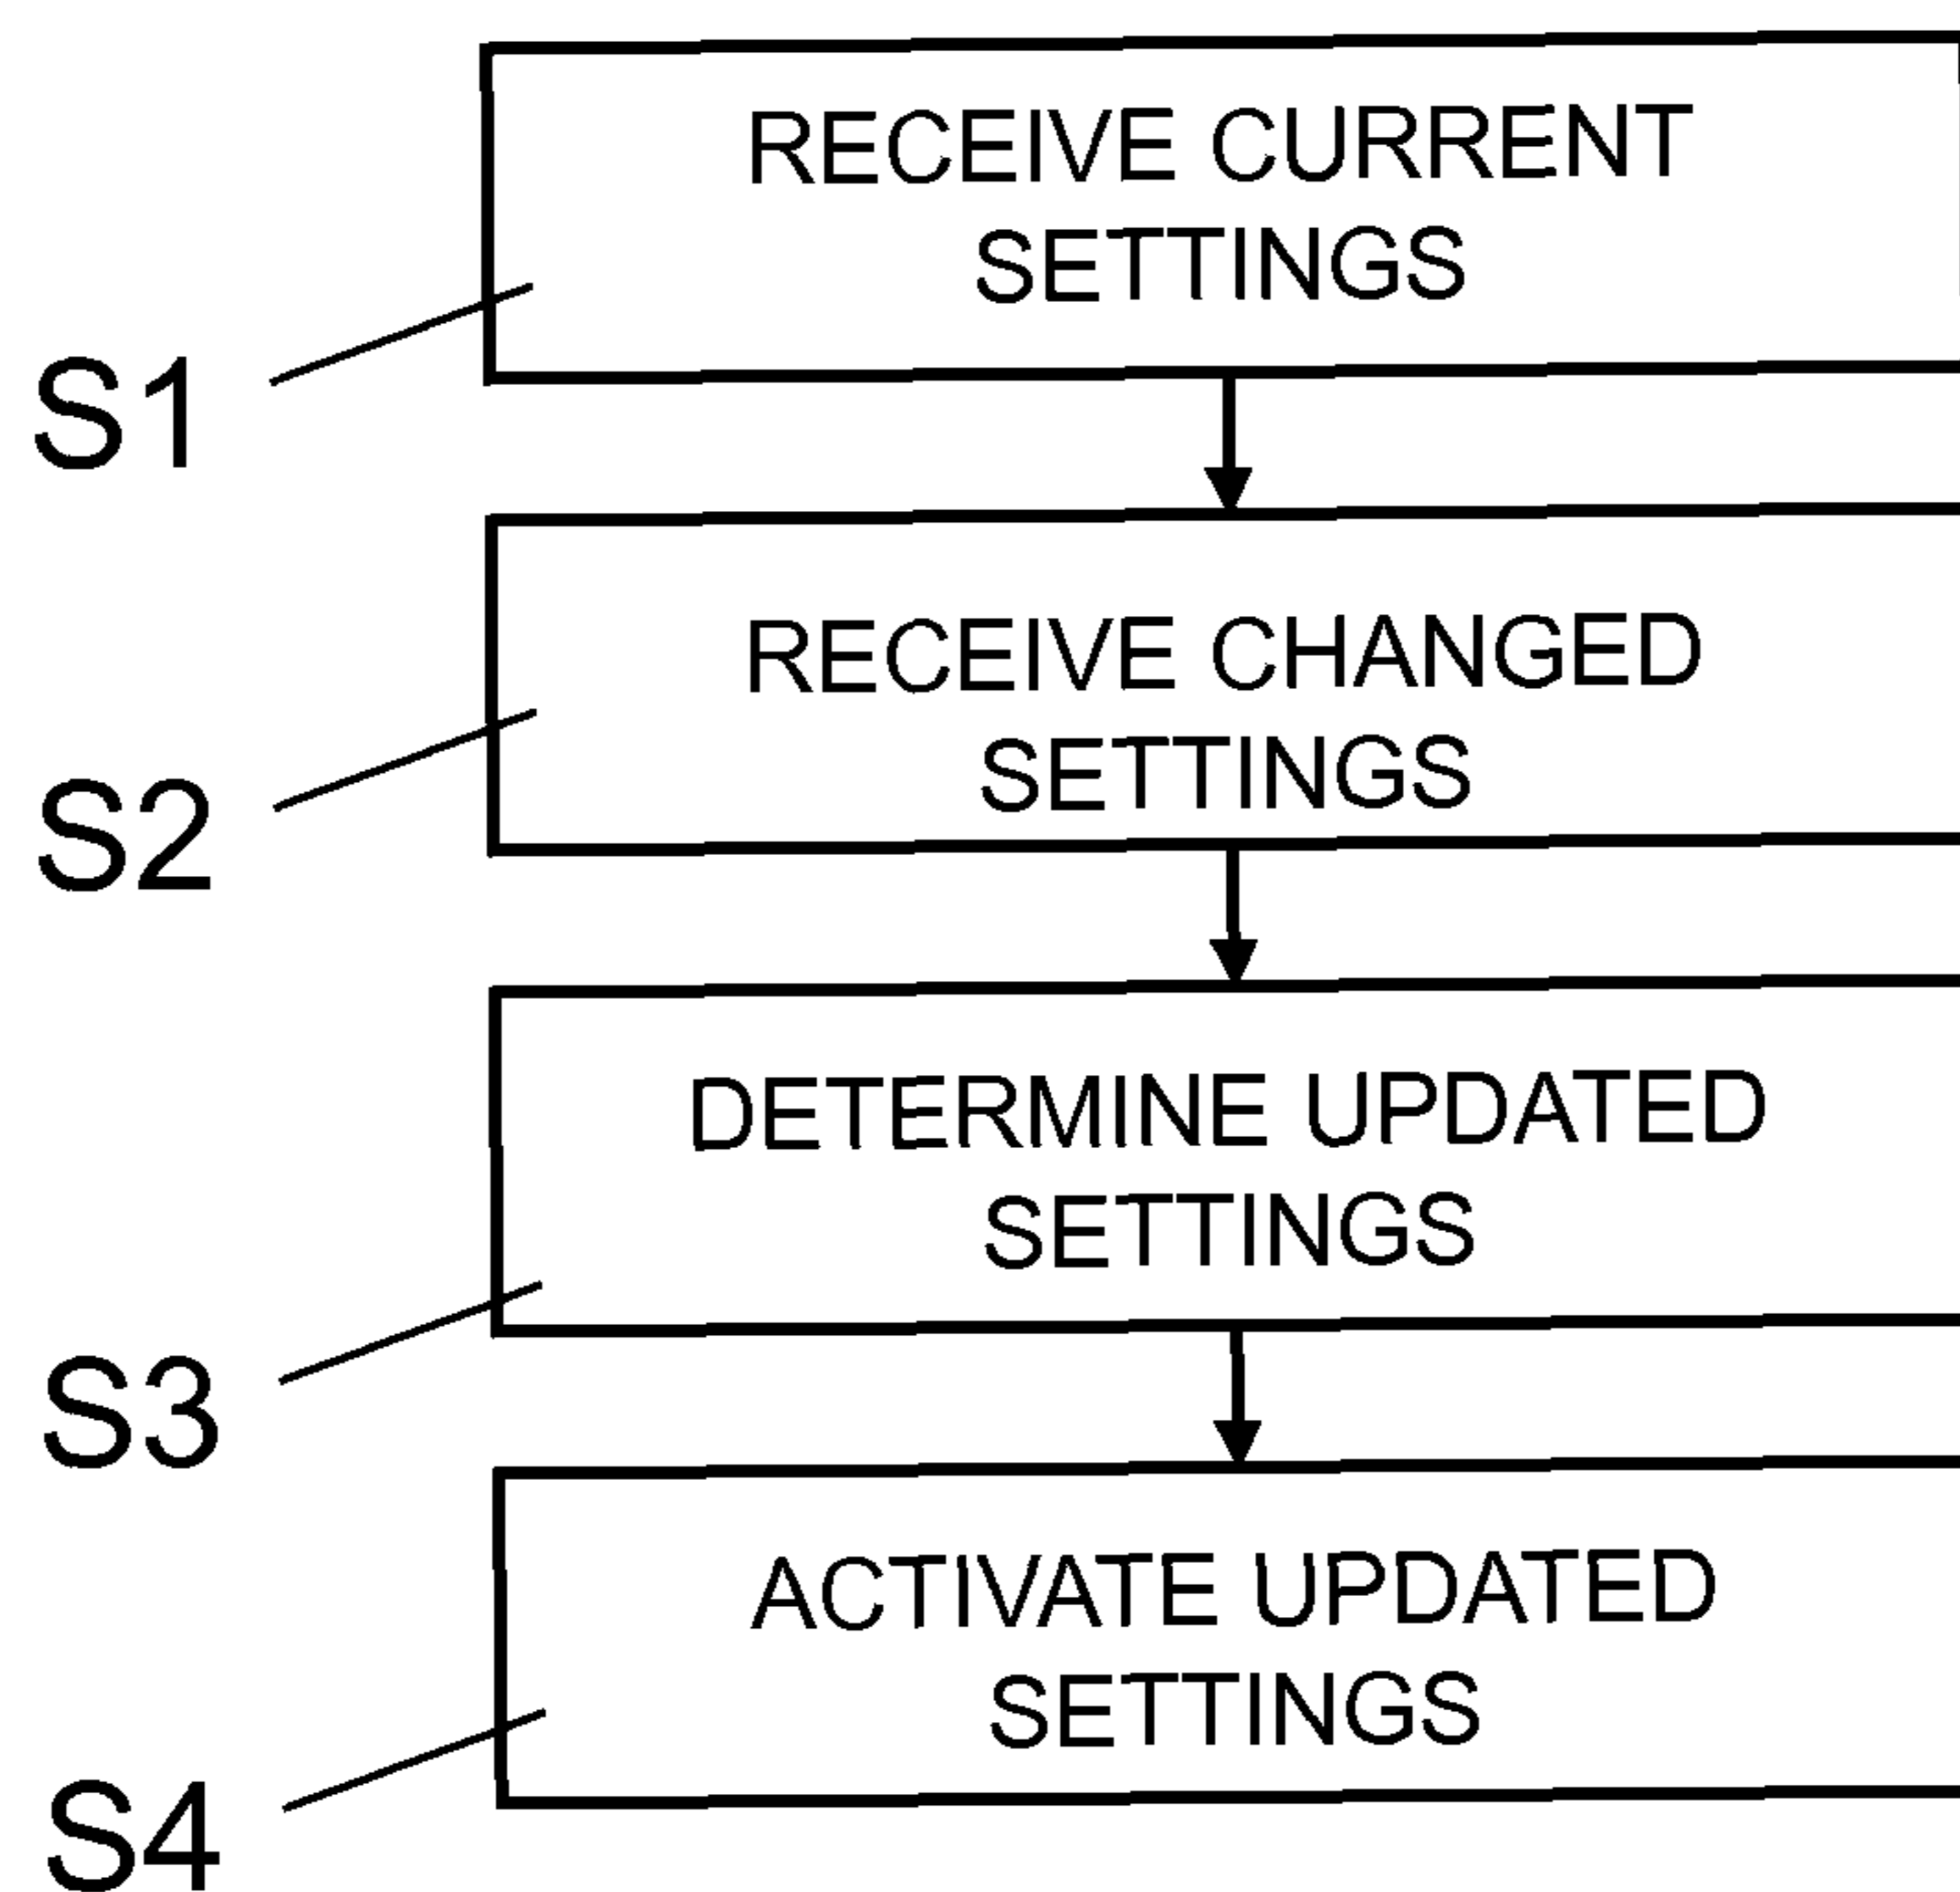 RECEIVE CURRENT
SETTINGS
S1
RECEIVE CHANGED
SETTINGS
S2
DETERMINE UPDATED
SETTINGS
S3
ACTIVATE UPDATED
SETTINGS
S4